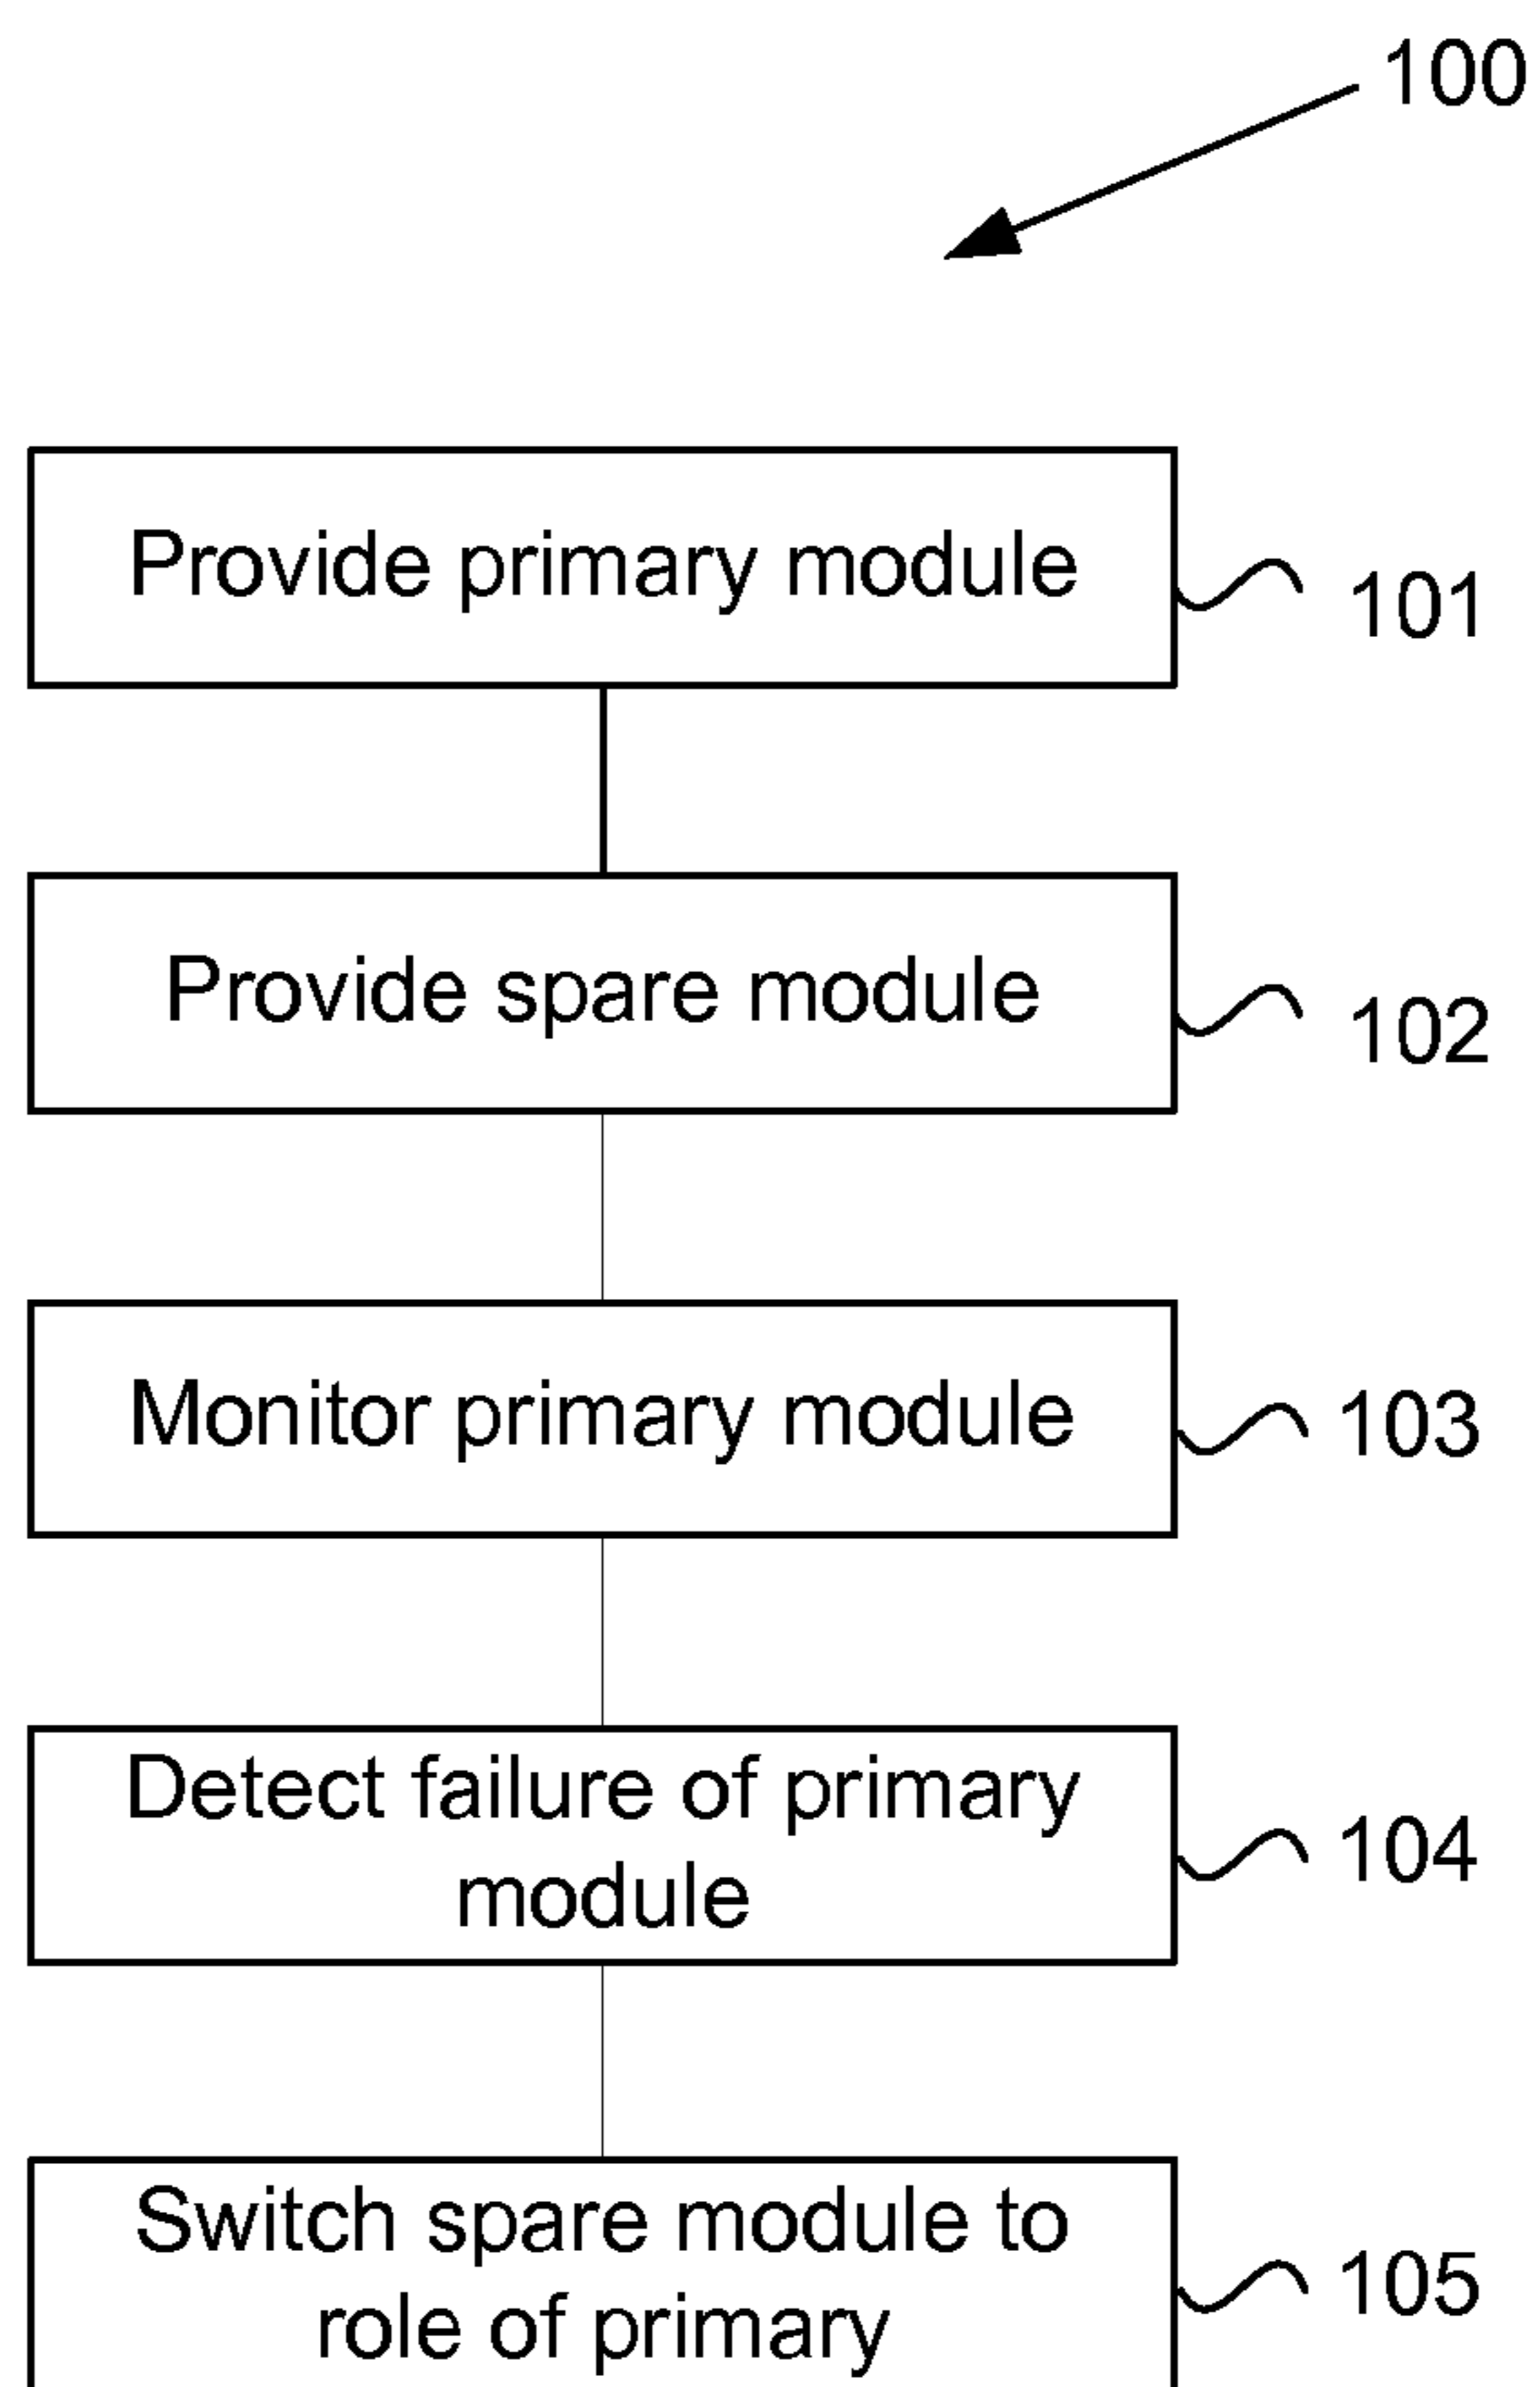 100
Provide primary module
101
Provide spare module
102
Monitor primary module
103
Detect failure of primary
module
104
Switch spare module to
role of primary
105